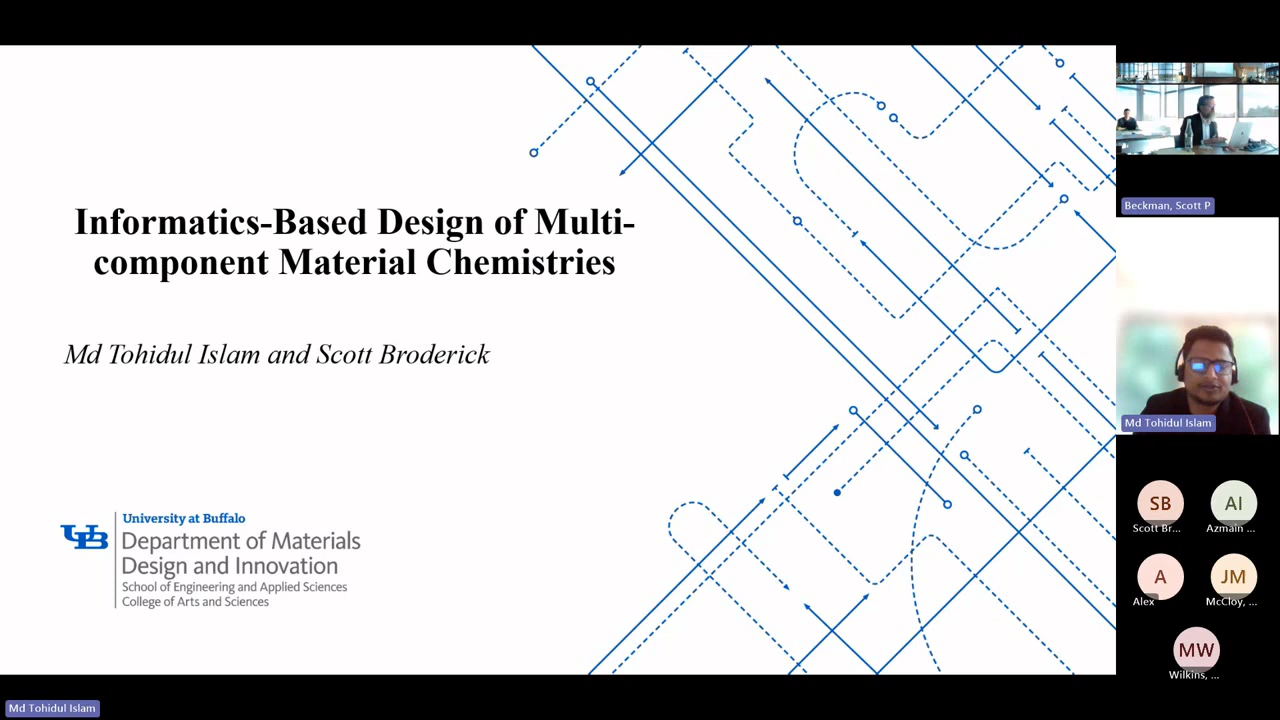 Informatics-Based Design of Multi-
component Material Chemistries
Md Tohidul Islam and Scott Broderick
UB
University at Buffalo
Department of Materials
Design and Innovation
School of Engineering and Applied Sciences
College of Arts and Sciences
Beckman, Scott P
Md Tohidul Islam
SB
Scott Br...
AI
Azmain ...
A
Alex
JM
McCloy, ...
MW
Wilkins, ...
Md Tohidul Islam